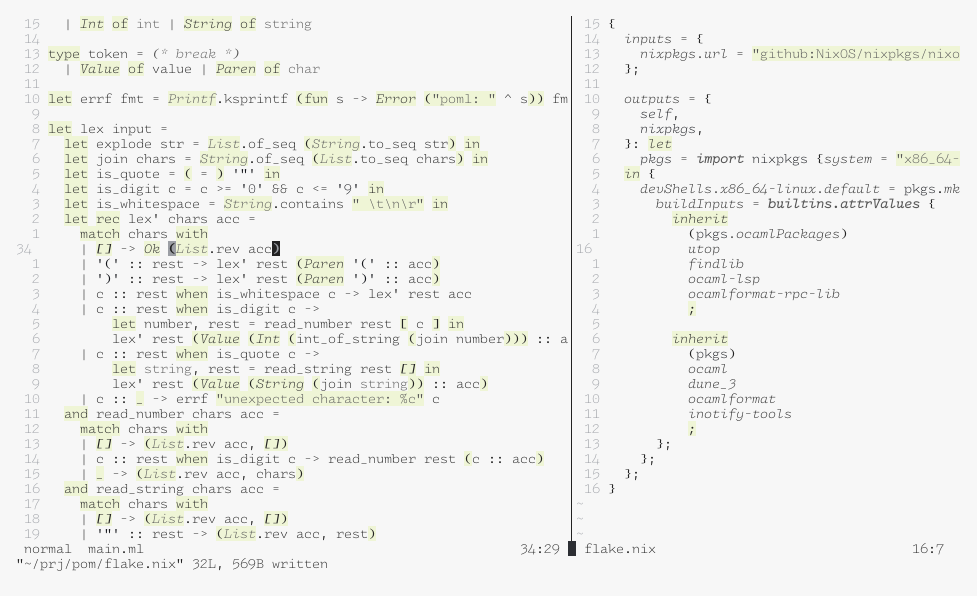 15   | Int of int | String of string
14
13 type token = (* break *)
12   | Value of value | Paren of char
11
10 let errf fmt = Printf.ksprintf (fun s -> Error ("poml: " ^ s)) fm
9
8 let lex input =
7   let explode str = List.of_seq (String.to_seq str) in
6   let join chars = String.of_seq (List.to_seq chars) in
5   let is_quote = ( = ) '"' in
4   let is_digit c = c >= '0' && c <= '9' in
3   let is_whitespace = String.contains " \t\n\r" in
2   let rec lex' chars acc =
1     match chars with
34     | [] -> Ok (List.rev acc)
1     | '(' :: rest -> lex' rest (Paren '(' :: acc)
2     | ')' :: rest -> lex' rest (Paren ')' :: acc)
3     | c :: rest when is_whitespace c -> lex' rest acc
4     | c :: rest when is_digit c ->
5         let number, rest = read_number rest [ c ] in
6         lex' rest (Value (Int (int_of_string (join number))) :: a
7     | c :: rest when is_quote c ->
8         let string, rest = read_string rest [] in
9         lex' rest (Value (String (join string)) :: acc)
10     | c :: _ -> errf "unexpected character: %c" c
11   and read_number chars acc =
12     match chars with
13     | [] -> (List.rev acc, [])
14     | c :: rest when is_digit c -> read_number rest (c :: acc)
15     | _ -> (List.rev acc, chars)
16   and read_string chars acc =
17     match chars with
18     | [] -> (List.rev acc, [])
19     | '"' :: rest -> (List.rev acc, rest)
normal  main.ml 34:29
15 {
14   inputs = {
13     nixpkgs.url = "github:NixOS/nixpkgs/nixo
12   };
11
10   outputs = {
9     self,
8     nixpkgs,
7   }: let
6     pkgs = import nixpkgs {system = "x86_64-
5   in {
4     devShells.x86_64-linux.default = pkgs.mk
3       buildInputs = builtins.attrValues {
2         inherit
1           (pkgs.ocamlPackages)
16           utop
1           findlib
2           ocaml-lsp
3           ocamlformat-rpc-lib
4           ;
5
6         inherit
7           (pkgs)
8           ocaml
9           dune_3
10           ocamlformat
11           inotify-tools
12           ;
13       };
14     };
15   };
16 }
~
~
~
flake.nix 16:7
"~/prj/pom/flake.nix" 32L, 569B written